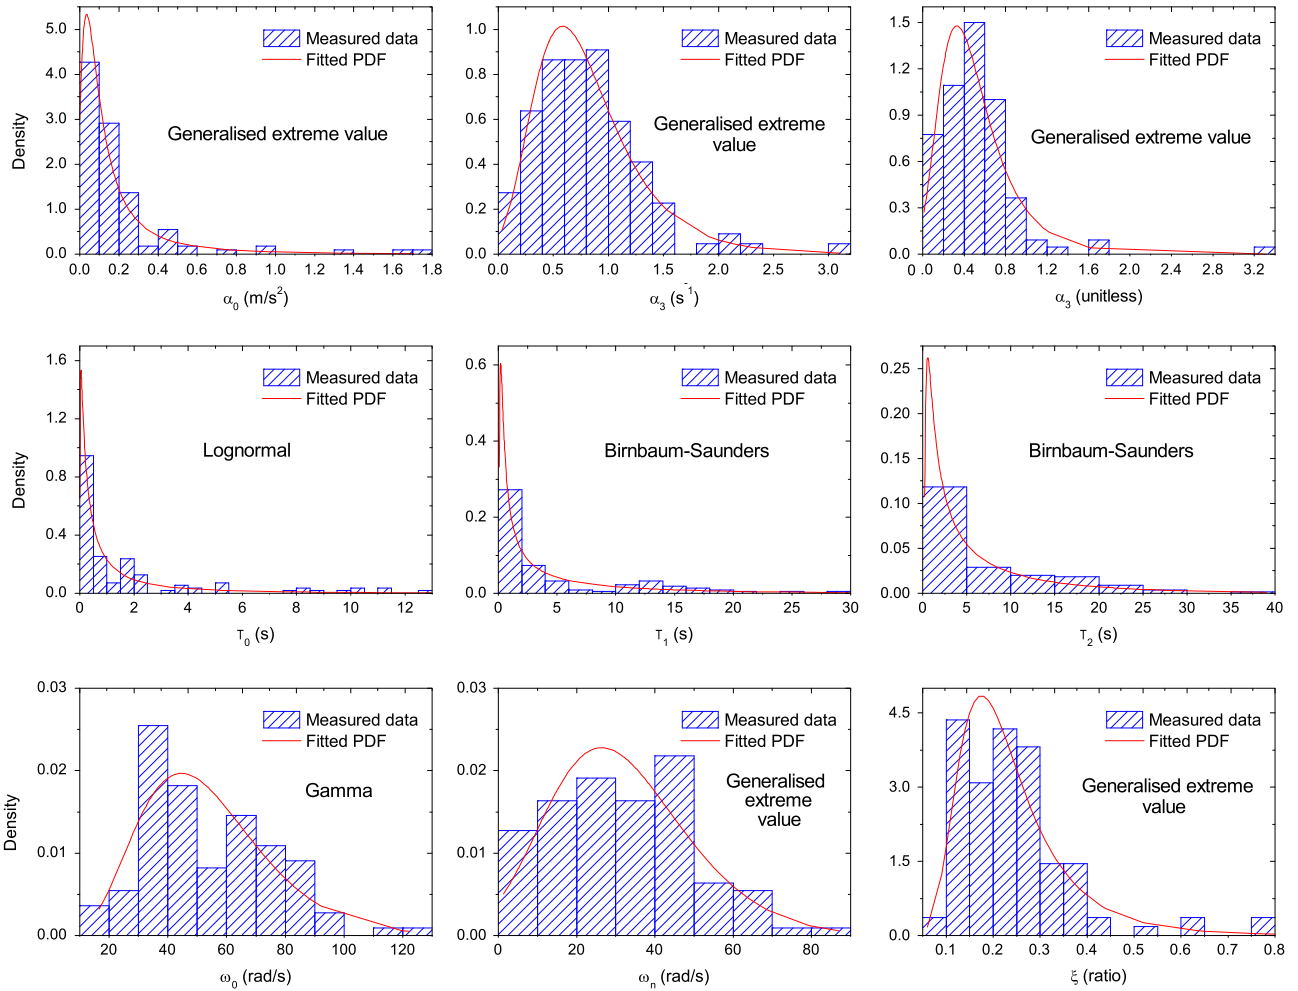 5.0
4.0
3.0
2.0
1.0
0.0
Density
Measured data
Fitted PDF
Generalised extreme value
0.0 0.2 0.4 0.6 0.8 1.0 1.2 1.4 1.6 1.8
α0 (m/s2)
1.0
0.8
0.6
0.4
0.2
0.0
Measured data
Fitted PDF
Generalised extreme
value
0.0 0.5 1.0 1.5 2.0 2.5 3.0
α3 (s-1)
1.5
1.2
0.9
0.6
0.3
0.0
Measured data
Fitted PDF
Generalised extreme value
0.0 0.4 0.8 1.2 1.6 2.0 2.4 2.8 3.2
α3 (unitless)
1.6
1.2
0.8
0.4
0.0
Density
Measured data
Fitted PDF
Lognormal
0 2 4 6 8 10 12
τ0 (s)
0.6
0.4
0.2
0.0
Measured data
Fitted PDF
Birnbaum-Saunders
0 5 10 15 20 25 30
τ1 (s)
0.25
0.20
0.15
0.10
0.05
0.00
Measured data
Fitted PDF
Birnbaum-Saunders
0 5 10 15 20 25 30 35 40
τ2 (s)
0.03
0.02
0.01
0.00
Density
Measured data
Fitted PDF
Gamma
20 40 60 80 100 120
ω0 (rad/s)
0.03
0.02
0.01
0.00
Measured data
Fitted PDF
Generalised
extreme
value
0 20 40 60 80
ωn (rad/s)
4.5
3.0
1.5
0.0
Measured data
Fitted PDF
Generalised extreme
value
0.1 0.2 0.3 0.4 0.5 0.6 0.7 0.8
ξ (ratio)